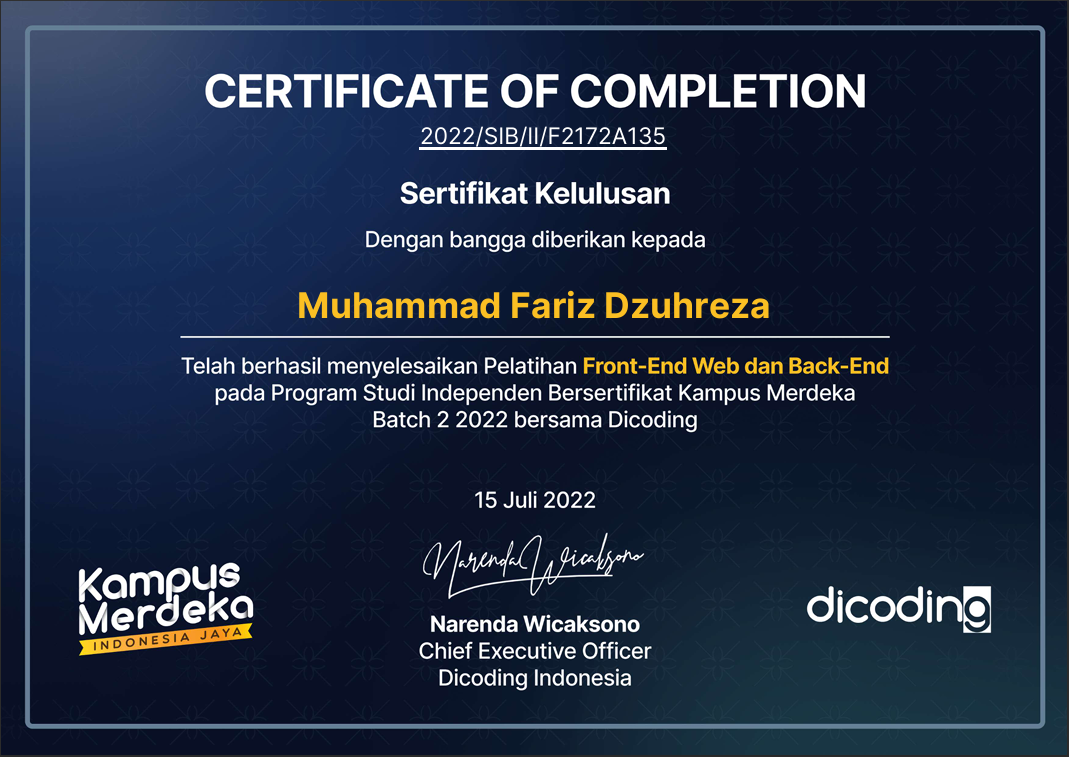 CERTIFICATE OF COMPLETION
2022/SIB/II/F2172A135
Sertifikat Kelulusan
Dengan bangga diberikan kepada
Muhammad Fariz Dzuhreza
Telah berhasil menyelesaikan Pelatihan Front-End Web dan Back-End
pada Program Studi Independen Bersertifikat Kampus Merdeka
Batch 2 2022 bersama Dicoding
15 Juli 2022
Narenda Wicaksono
Narenda Wicaksono
Chief Executive Officer
Dicoding Indonesia
Kampus
Merdeka
INDONESIA JAYA
dicoding